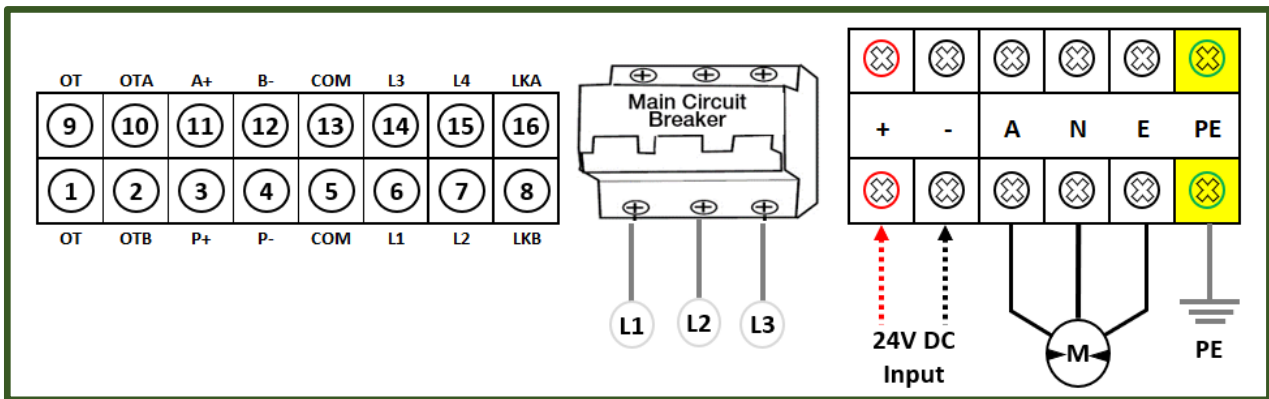 OT OTA A+ B- COM L3 L4 LKA
9 10 11 12 13 14 15 16
1 2 3 4 5 6 7 8
OT OTB P+ P- COM L1 L2 LKB
Main Circuit
Breaker
L1 L2 L3
+ - A N E PE
24V DC
Input
M
PE